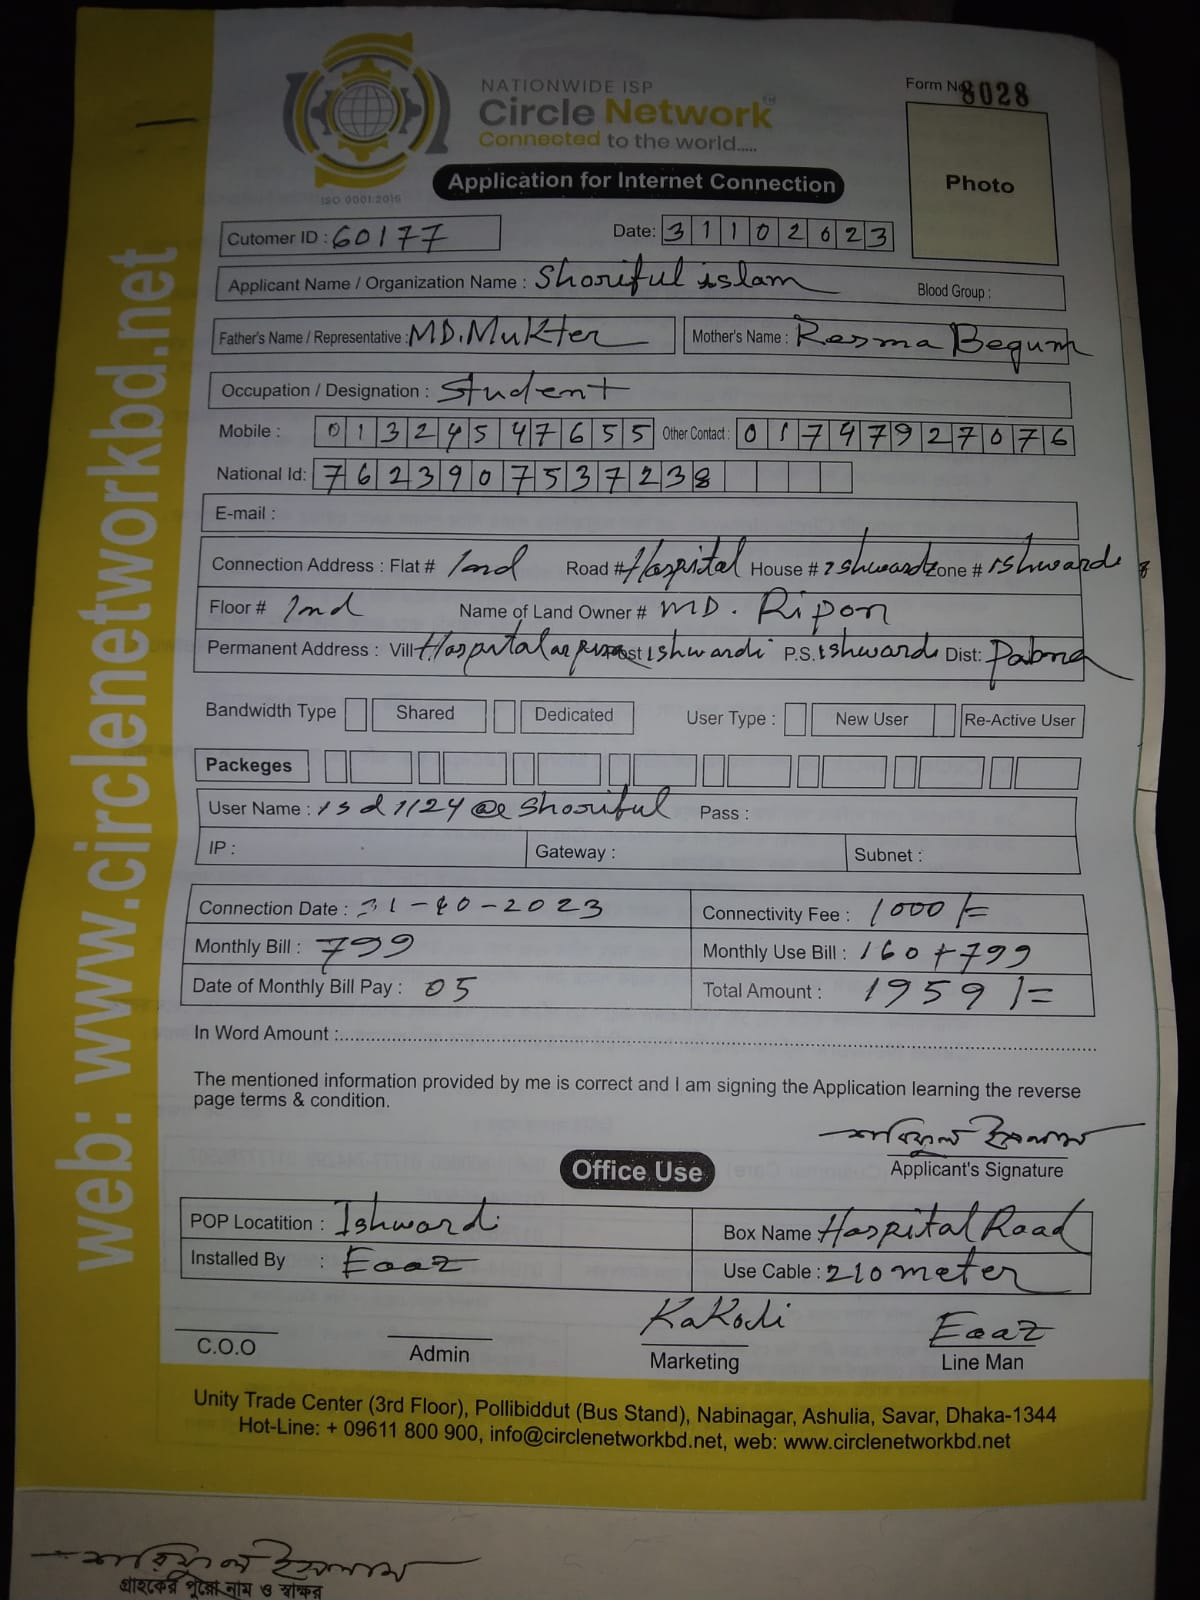 NATIONWIDE ISP
Circle Network
Connected to the world.....
ISO 9001:2015
Form No. 8028
Photo
Application for Internet Connection
Cutomer ID : 60177
Date: 31102023
Applicant Name / Organization Name : Shoriful islam
Blood Group :
Father's Name / Representative : MD. Mukter
Mother's Name : Resma Begum
Occupation / Designation : Student
Mobile : 01324547655
Other Contact : 01747927076
National Id: 7623907537238
E-mail :
Connection Address : Flat # 1nd Road # Hospital House # ishwardi Zone # ishwardi
Floor # 1nd Name of Land Owner # MD. Ripon
Permanent Address : Vill: Hospital Post ishwardi P.S. ishwardi Dist: Pabna
Bandwidth Type Shared Dedicated User Type : New User Re-Active User
Packeges
User Name : isd1124@shoriful Pass :
IP : Gateway : Subnet :
Connection Date : 31-10-2023 Connectivity Fee : 1000/=
Monthly Bill : 799 Monthly Use Bill : 160+799
Date of Monthly Bill Pay : 05 Total Amount : 1959/=
In Word Amount :
The mentioned information provided by me is correct and I am signing the Application learning the reverse
page terms & condition.
শরিফুল ইসলাম
Applicant's Signature
Office Use
POP Locatition : Ishwardi Box Name : Hospital Road
Installed By : Eaaz Use Cable : 210 meter
Kakoli Eaaz
C.O.O Admin Marketing Line Man
Unity Trade Center (3rd Floor), Pollibiddut (Bus Stand), Nabinagar, Ashulia, Savar, Dhaka-1344
Hot-Line: + 09611 800 900, info@circlenetworkbd.net, web: www.circlenetworkbd.net
web: www.circlenetworkbd.net
শরিফুল ইসলাম
গ্রাহকের পুরো নাম ও স্বাক্ষর